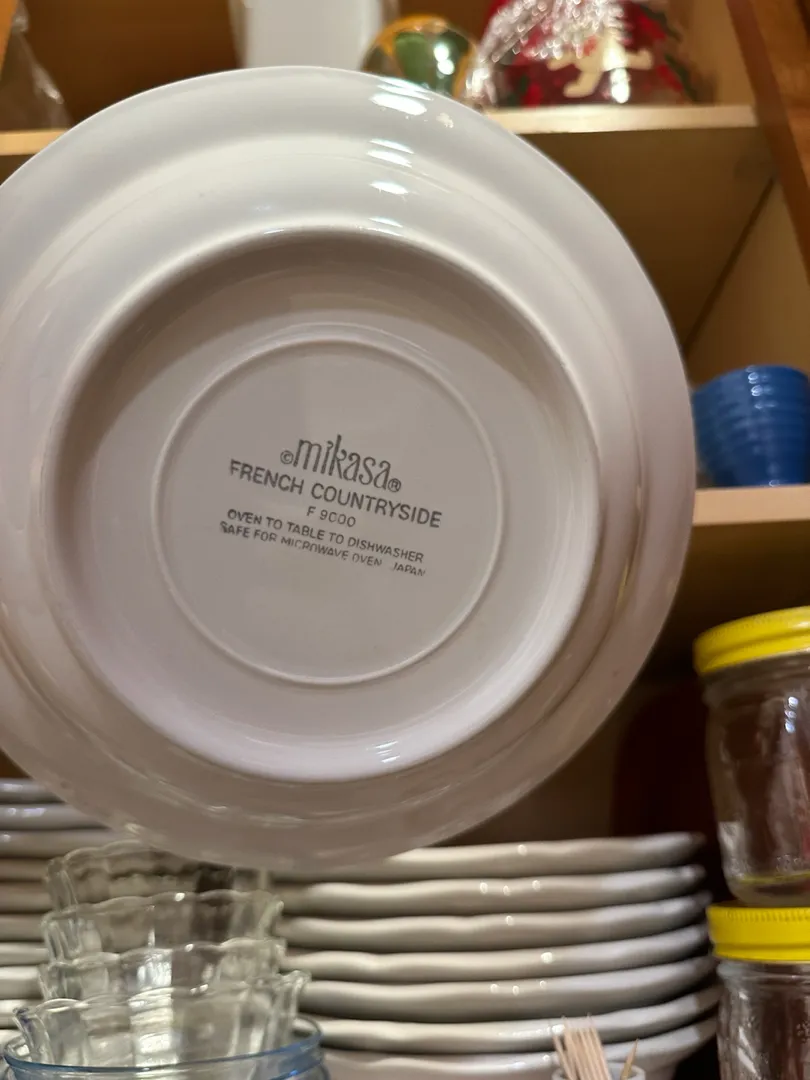 ©mikasa®
FRENCH COUNTRYSIDE
F 9000
OVEN TO TABLE TO DISHWASHER
SAFE FOR MICROWAVE OVEN JAPAN